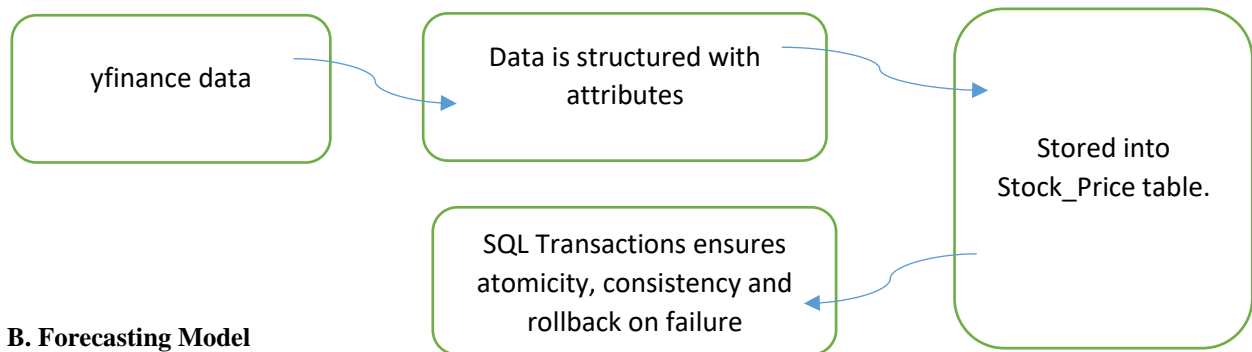 yfinance data
Data is structured with
attributes
Stored into
Stock_Price table.
SQL Transactions ensures
atomicity, consistency and
rollback on failure
B. Forecasting Model